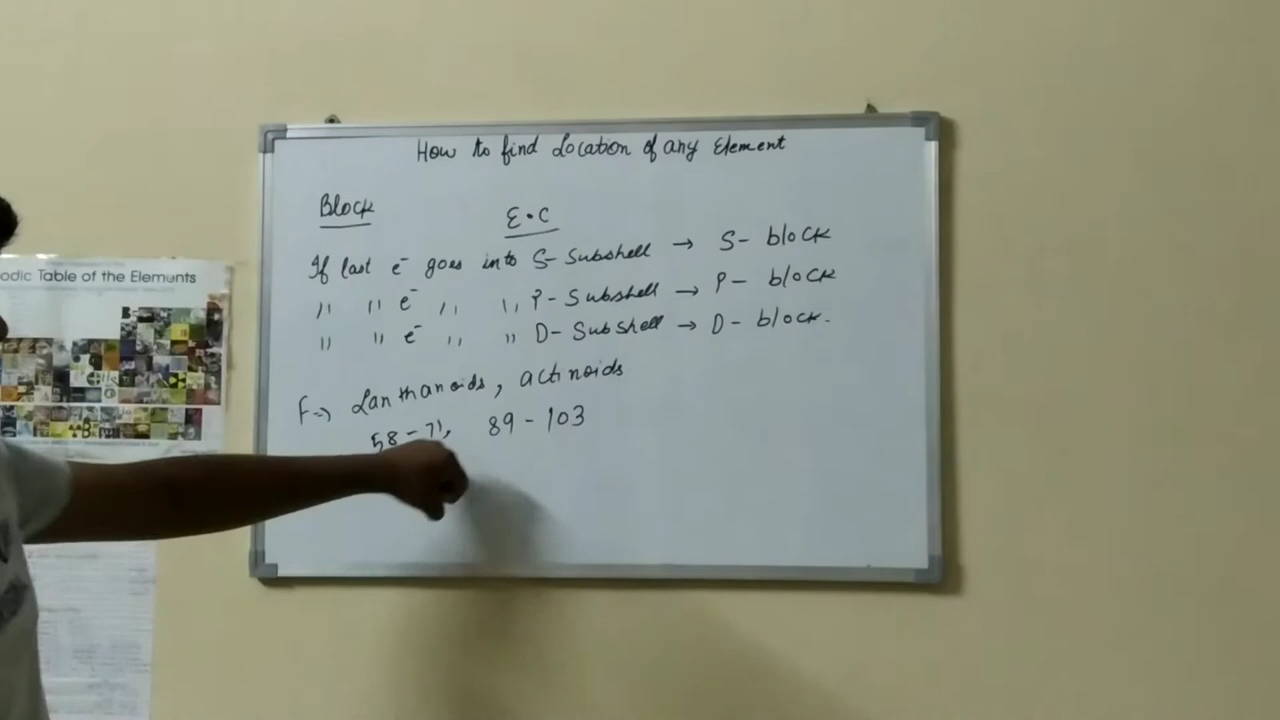 How to find Location of any Element
Block
E.C
If last e⁻ goes into S- Subshell → S- block
,, ,, e⁻ ,, ,, P- Subshell → P- block
,, ,, e⁻ ,, ,, D- Subshell → D- block.
F⇒ Lanthanoids, actinoids
58-71, 89-103
odic Table of the Elements